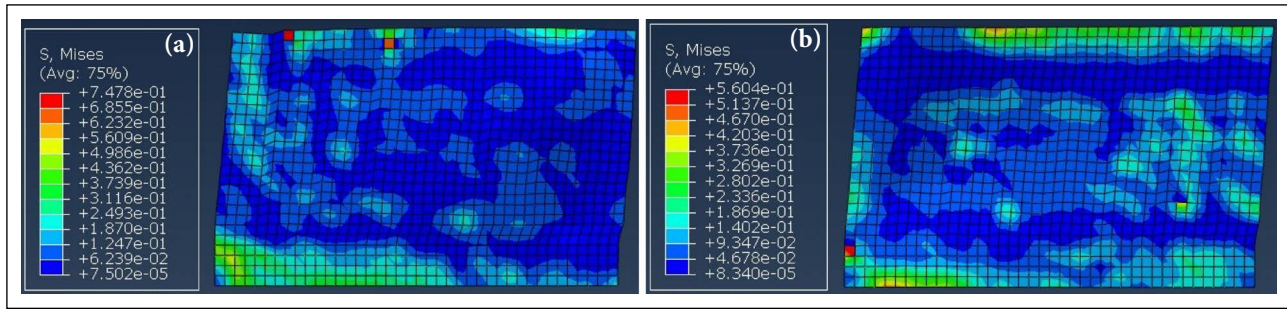 (a)
S, Mises
(Avg: 75%)
+7.478e-01
+6.855e-01
+6.232e-01
+5.609e-01
+4.986e-01
+4.362e-01
+3.739e-01
+3.116e-01
+2.493e-01
+1.870e-01
+1.247e-01
+6.239e-02
+7.502e-05
(b)
S, Mises
(Avg: 75%)
+5.604e-01
+5.137e-01
+4.670e-01
+4.203e-01
+3.736e-01
+3.269e-01
+2.802e-01
+2.336e-01
+1.869e-01
+1.402e-01
+9.347e-02
+4.678e-02
+8.340e-05